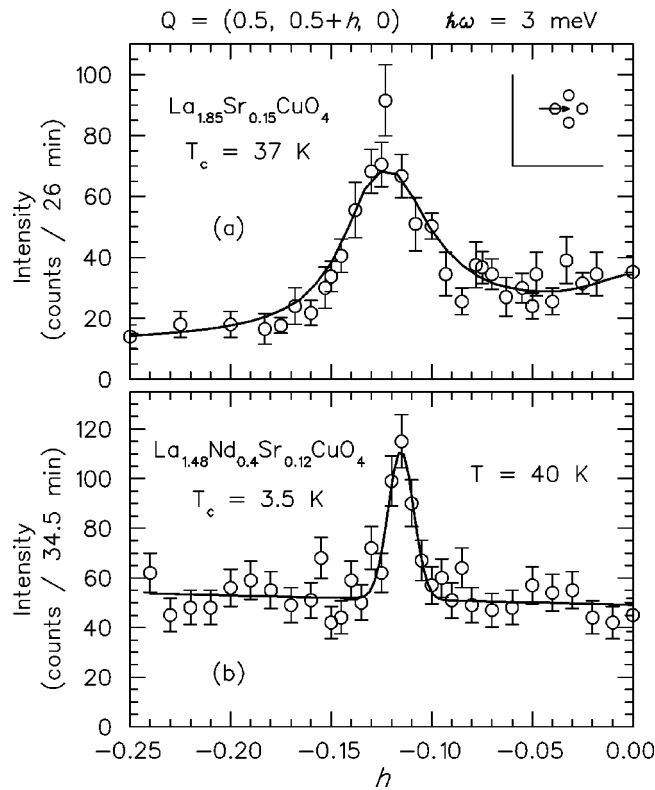 Q = (0.5, 0.5+h, 0) ℏω = 3 meV
100
80
60
40
20
0
Intensity
(counts / 26 min)
La₁.₈₅Sr₀.₁₅CuO₄
T_c = 37 K
(a)
120
100
80
60
40
20
0
Intensity
(counts / 34.5 min)
La₁.₄₈Nd₀.₄Sr₀.₁₂CuO₄
T_c = 3.5 K
T = 40 K
(b)
−0.25 −0.20 −0.15 −0.10 −0.05 0.00
h